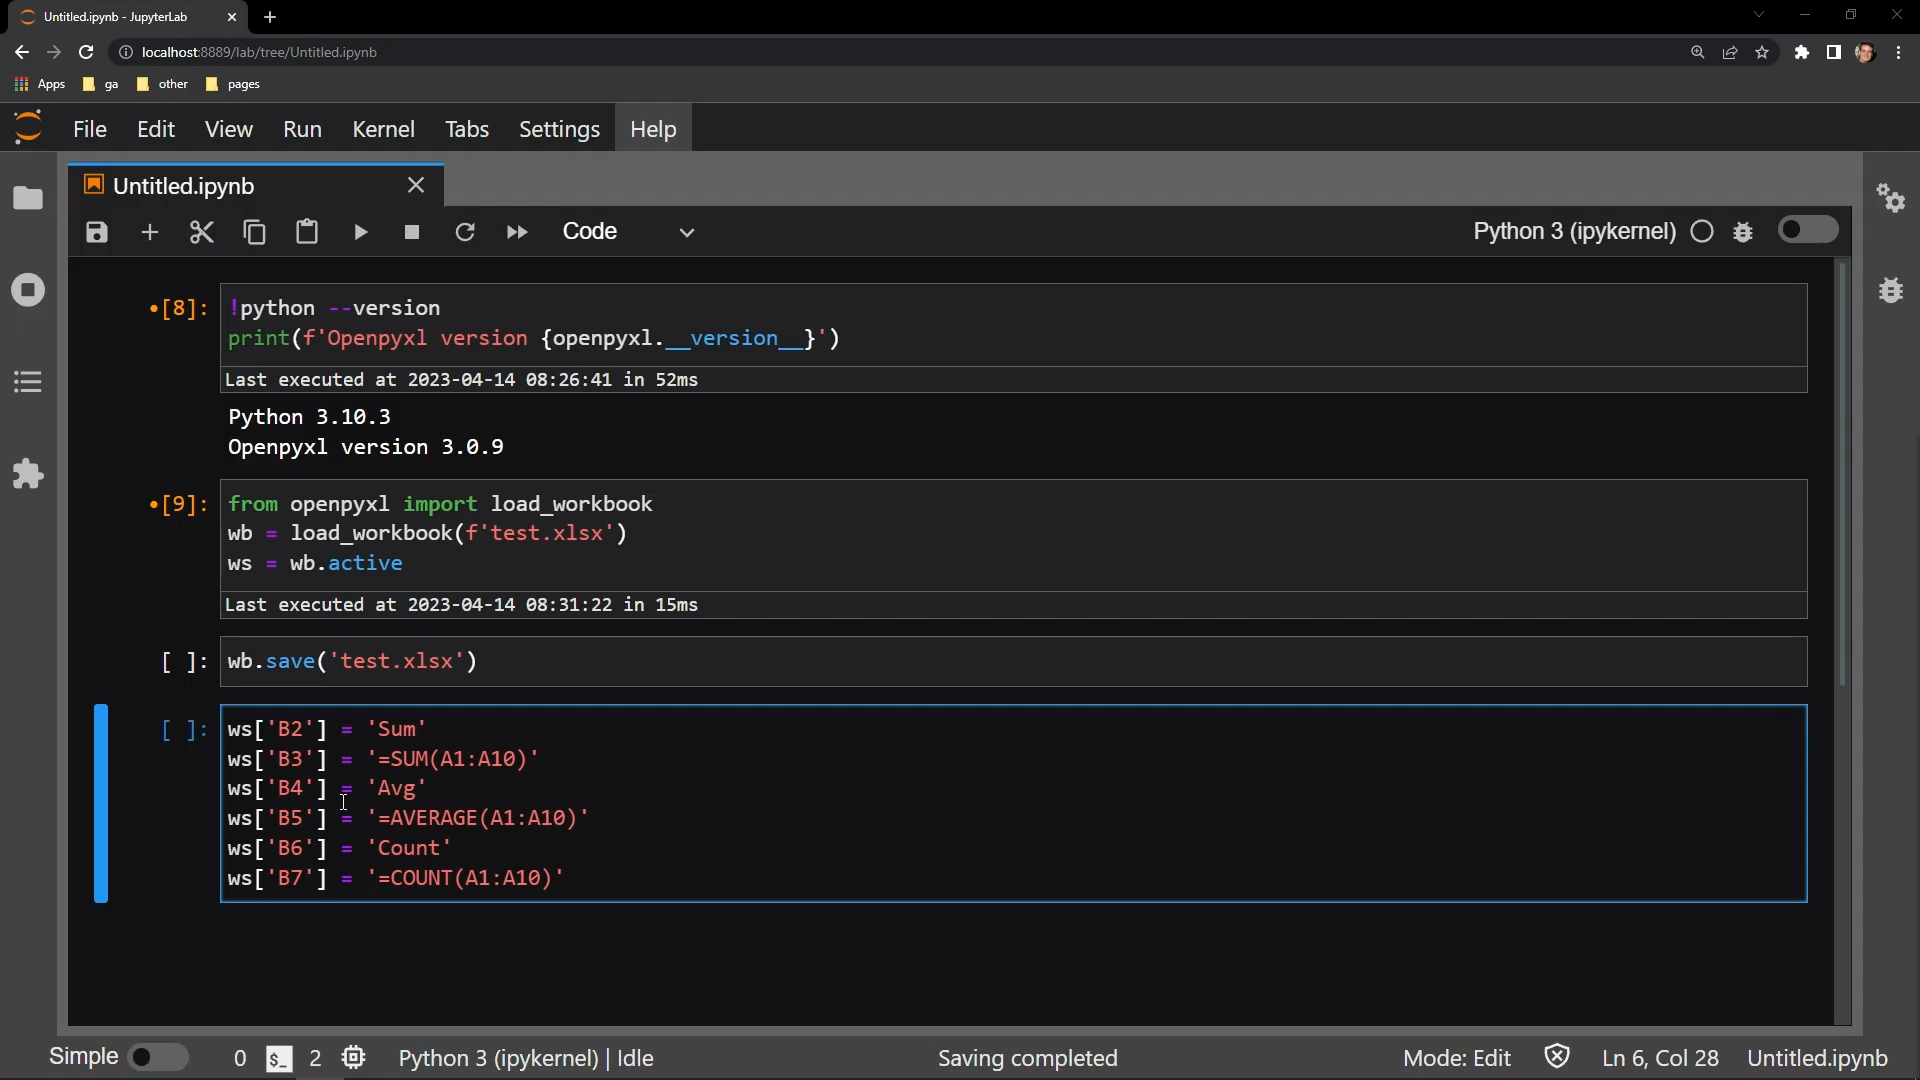 Untitled.ipynb - JupyterLab
localhost:8889/lab/tree/Untitled.ipynb
Apps ga other pages
File Edit View Run Kernel Tabs Settings Help
Untitled.ipynb
Code
Python 3 (ipykernel)
[8]:
!python --version
print(f'Openpyxl version {openpyxl.__version__}')
Last executed at 2023-04-14 08:26:41 in 52ms
Python 3.10.3
Openpyxl version 3.0.9
[9]:
from openpyxl import load_workbook
wb = load_workbook(f'test.xlsx')
ws = wb.active
Last executed at 2023-04-14 08:31:22 in 15ms
[ ]:
wb.save('test.xlsx')
[ ]:
ws['B2'] = 'Sum'
ws['B3'] = '=SUM(A1:A10)'
ws['B4'] = 'Avg'
ws['B5'] = '=AVERAGE(A1:A10)'
ws['B6'] = 'Count'
ws['B7'] = '=COUNT(A1:A10)'
Simple 0 $_ 2 Python 3 (ipykernel) | Idle Saving completed Mode: Edit Ln 6, Col 28 Untitled.ipynb